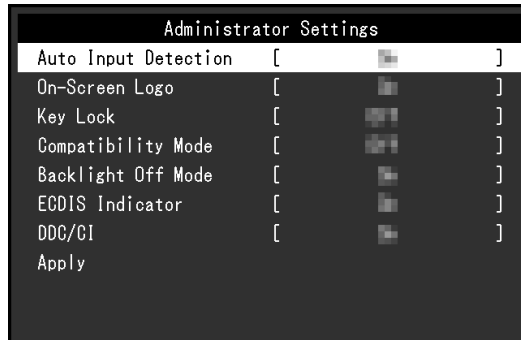 Administrator Settings
Auto Input Detection [ ]
On-Screen Logo [ ]
Key Lock [ ]
Compatibility Mode [ ]
Backlight Off Mode [ ]
ECDIS Indicator [ ]
DDC/CI [ ]
Apply